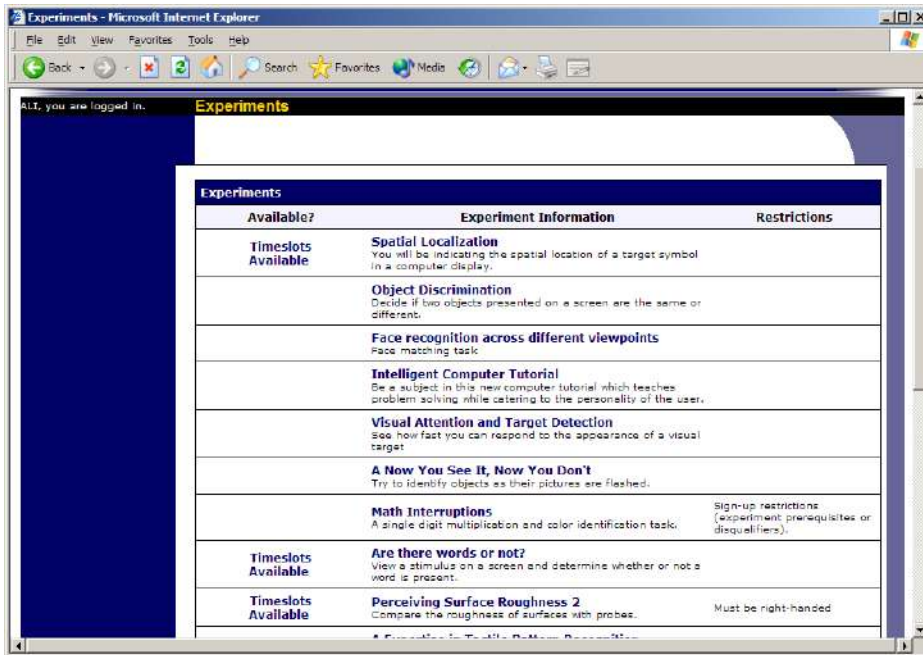 Experiments - Microsoft Internet Explorer
File Edit View Favorites Tools Help
Back Search Favorites Media
ALI, you are logged in. Experiments
Experiments
Available? Experiment Information Restrictions
Timeslots Available
Spatial Localization
You will be indicating the spatial location of a target symbol
in a computer display.
Object Discrimination
Decide if two objects presented on a screen are the same or
different.
Face recognition across different viewpoints
Face matching task
Intelligent Computer Tutorial
Be a subject in this new computer tutorial which teaches
problem solving while catering to the personality of the user.
Visual Attention and Target Detection
See how fast you can respond to the appearance of a visual
target
A Now You See It, Now You Don't
Try to identify objects as their pictures are flashed.
Math Interruptions
A single digit multiplication and color identification task.
Sign-up restrictions
(experiment prerequisites or
disqualifiers).
Timeslots
Available
Are there words or not?
View a stimulus on a screen and determine whether or not a
word is present.
Timeslots
Available
Perceiving Surface Roughness 2
Compare the roughness of surfaces with probes.
Must be right-handed